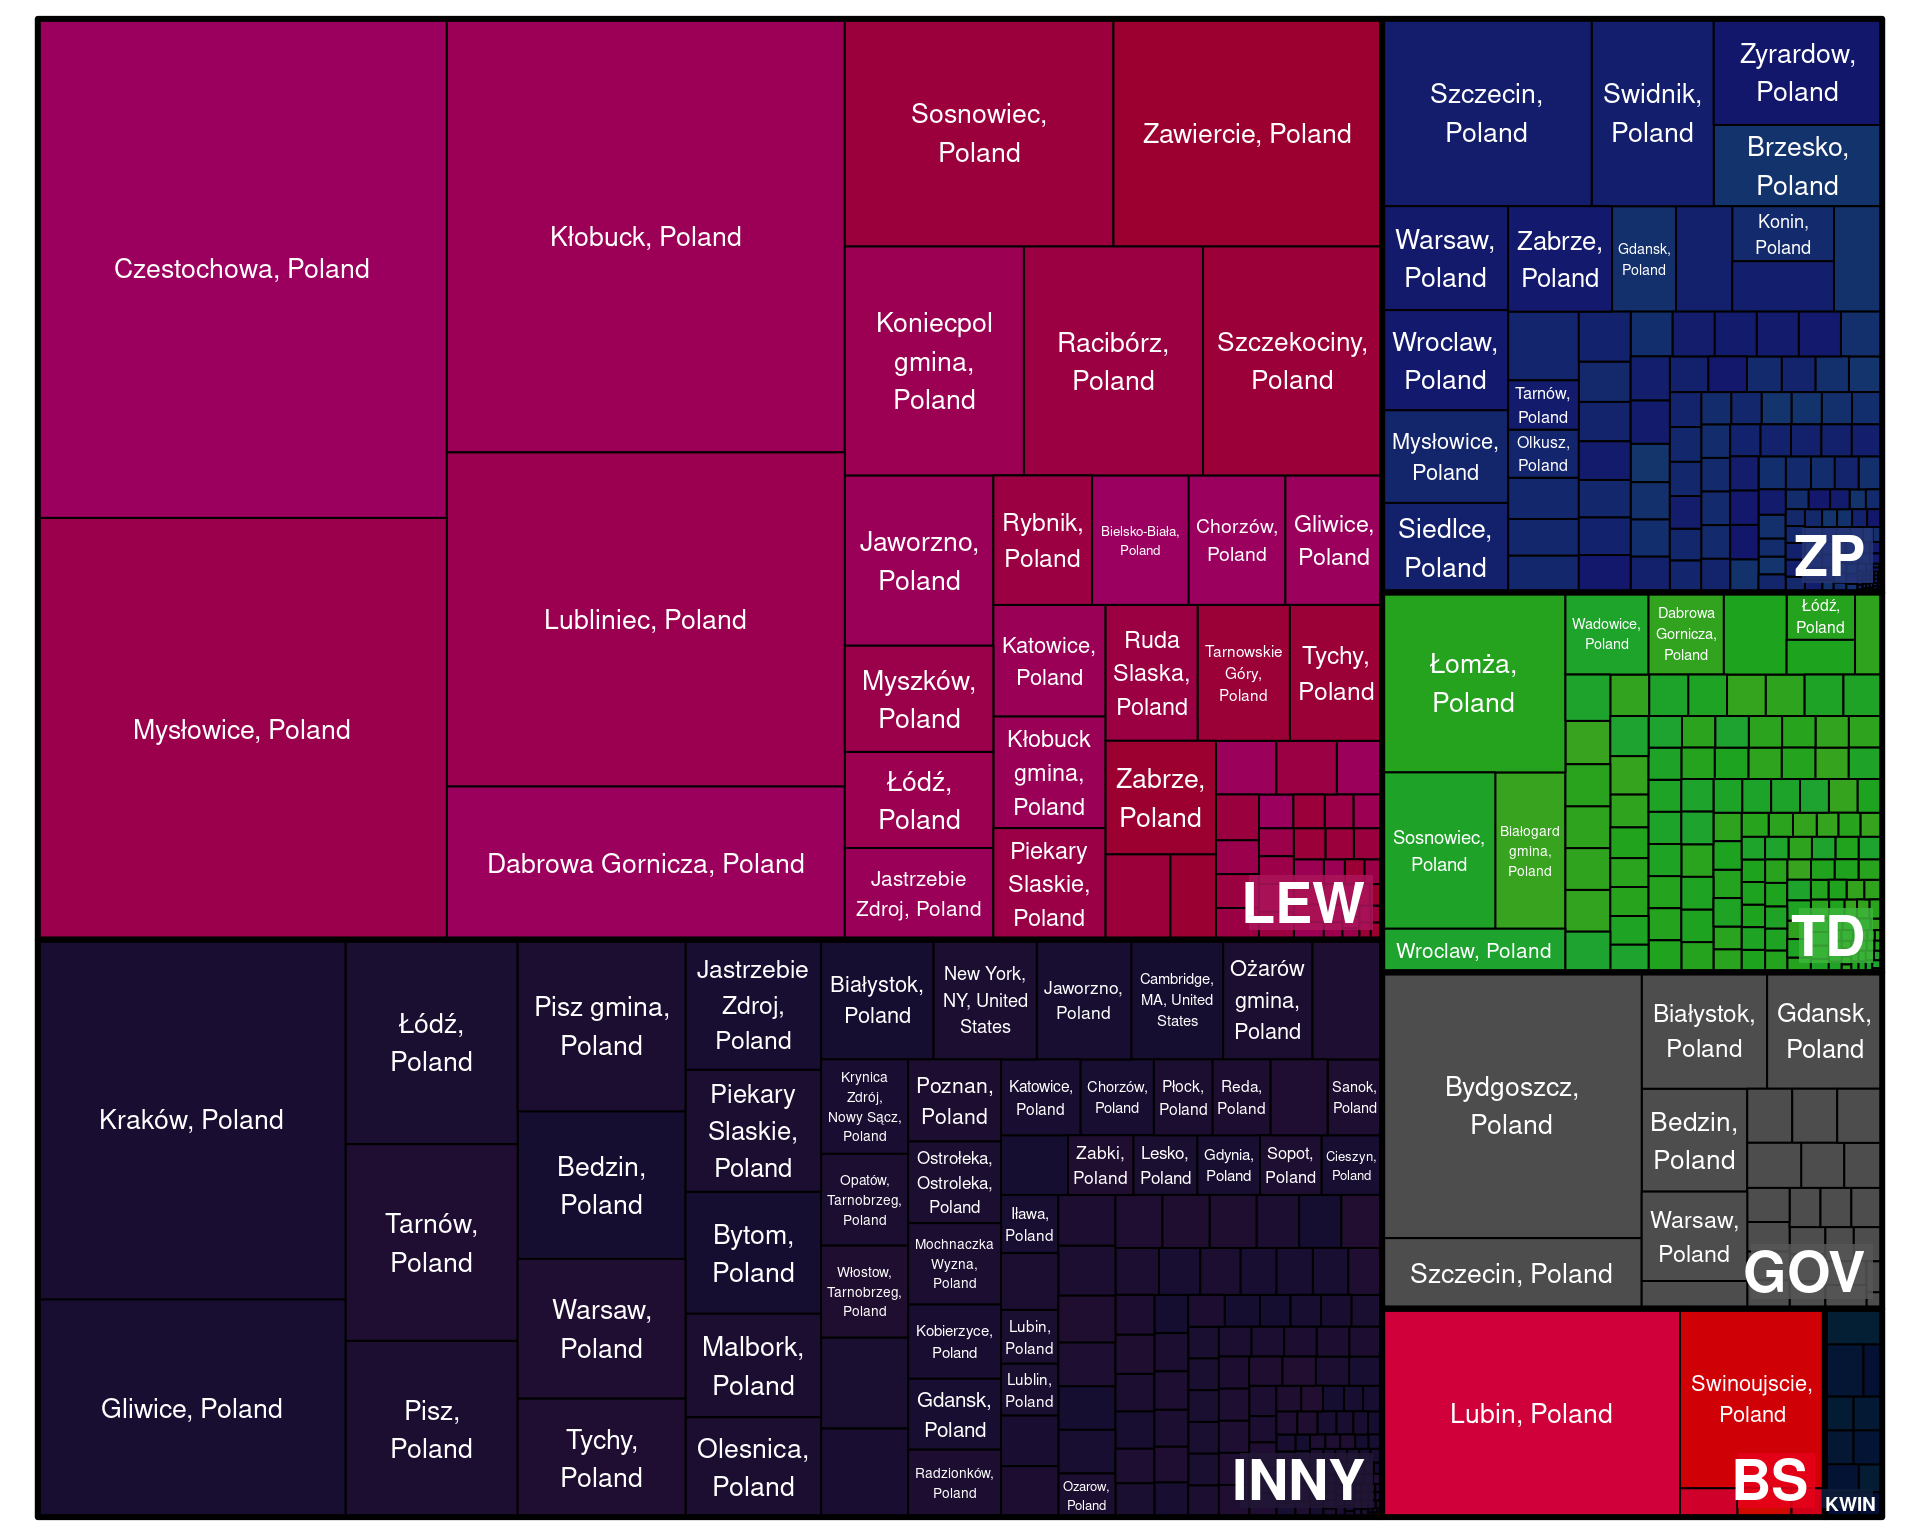 Czestochowa, Poland
Mysłowice, Poland
Kłobuck, Poland
Lubliniec, Poland
Dabrowa Gornicza, Poland
Sosnowiec,
Poland
Zawiercie, Poland
Koniecpol
gmina,
Poland
Racibórz,
Poland
Szczekociny,
Poland
Jaworzno,
Poland
Myszków,
Poland
Łódź,
Poland
Jastrzebie
Zdroj, Poland
Rybnik,
Poland
Bielsko-Biała,
Poland
Chorzów,
Poland
Gliwice,
Poland
Katowice,
Poland
Kłobuck
gmina,
Poland
Piekary
Slaskie,
Poland
Ruda
Slaska,
Poland
Tarnowskie
Góry,
Poland
Tychy,
Poland
Zabrze,
Poland
LEW
Szczecin,
Poland
Swidnik,
Poland
Zyrardow,
Poland
Brzesko,
Poland
Warsaw,
Poland
Zabrze,
Poland
Gdansk,
Poland
Konin,
Poland
Wroclaw,
Poland
Tarnów,
Poland
Olkusz,
Poland
Mysłowice,
Poland
Siedlce,
Poland
ZP
Łomża,
Poland
Wadowice,
Poland
Dabrowa
Gornicza,
Poland
Łódź,
Poland
Sosnowiec,
Poland
Białogard
gmina,
Poland
Wroclaw, Poland
TD
Bydgoszcz,
Poland
Szczecin, Poland
Białystok,
Poland
Gdansk,
Poland
Bedzin,
Poland
Warsaw,
Poland
GOV
Lubin, Poland
Swinoujscie,
Poland
BS
KWIN
Kraków, Poland
Gliwice, Poland
Łódź,
Poland
Tarnów,
Poland
Pisz,
Poland
Pisz gmina,
Poland
Bedzin,
Poland
Warsaw,
Poland
Tychy,
Poland
Jastrzebie
Zdroj,
Poland
Piekary
Slaskie,
Poland
Bytom,
Poland
Malbork,
Poland
Olesnica,
Poland
Białystok,
Poland
New York,
NY, United
States
Jaworzno,
Poland
Cambridge,
MA, United
States
Ożarów
gmina,
Poland
Krynica
Zdrój,
Nowy Sącz,
Poland
Opatów,
Tarnobrzeg,
Poland
Włostow,
Tarnobrzeg,
Poland
Poznan,
Poland
Ostrołeka,
Ostroleka,
Poland
Mochnaczka
Wyzna,
Poland
Kobierzyce,
Poland
Gdansk,
Poland
Radzionków,
Poland
Katowice,
Poland
Chorzów,
Poland
Płock,
Poland
Reda,
Poland
Sanok,
Poland
Zabki,
Poland
Lesko,
Poland
Gdynia,
Poland
Sopot,
Poland
Cieszyn,
Poland
Iława,
Poland
Lubin,
Poland
Lublin,
Poland
Ozarow,
Poland
INNY